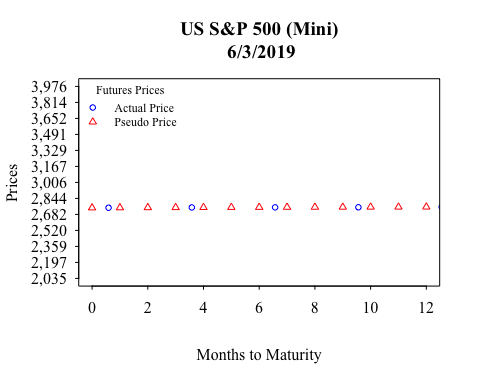 US S&P 500 (Mini)
6/3/2019
Futures Prices
Actual Price
Pseudo Price
Prices
3,976
3,814
3,652
3,491
3,329
3,167
3,006
2,844
2,682
2,520
2,359
2,197
2,035
0 2 4 6 8 10 12
Months to Maturity